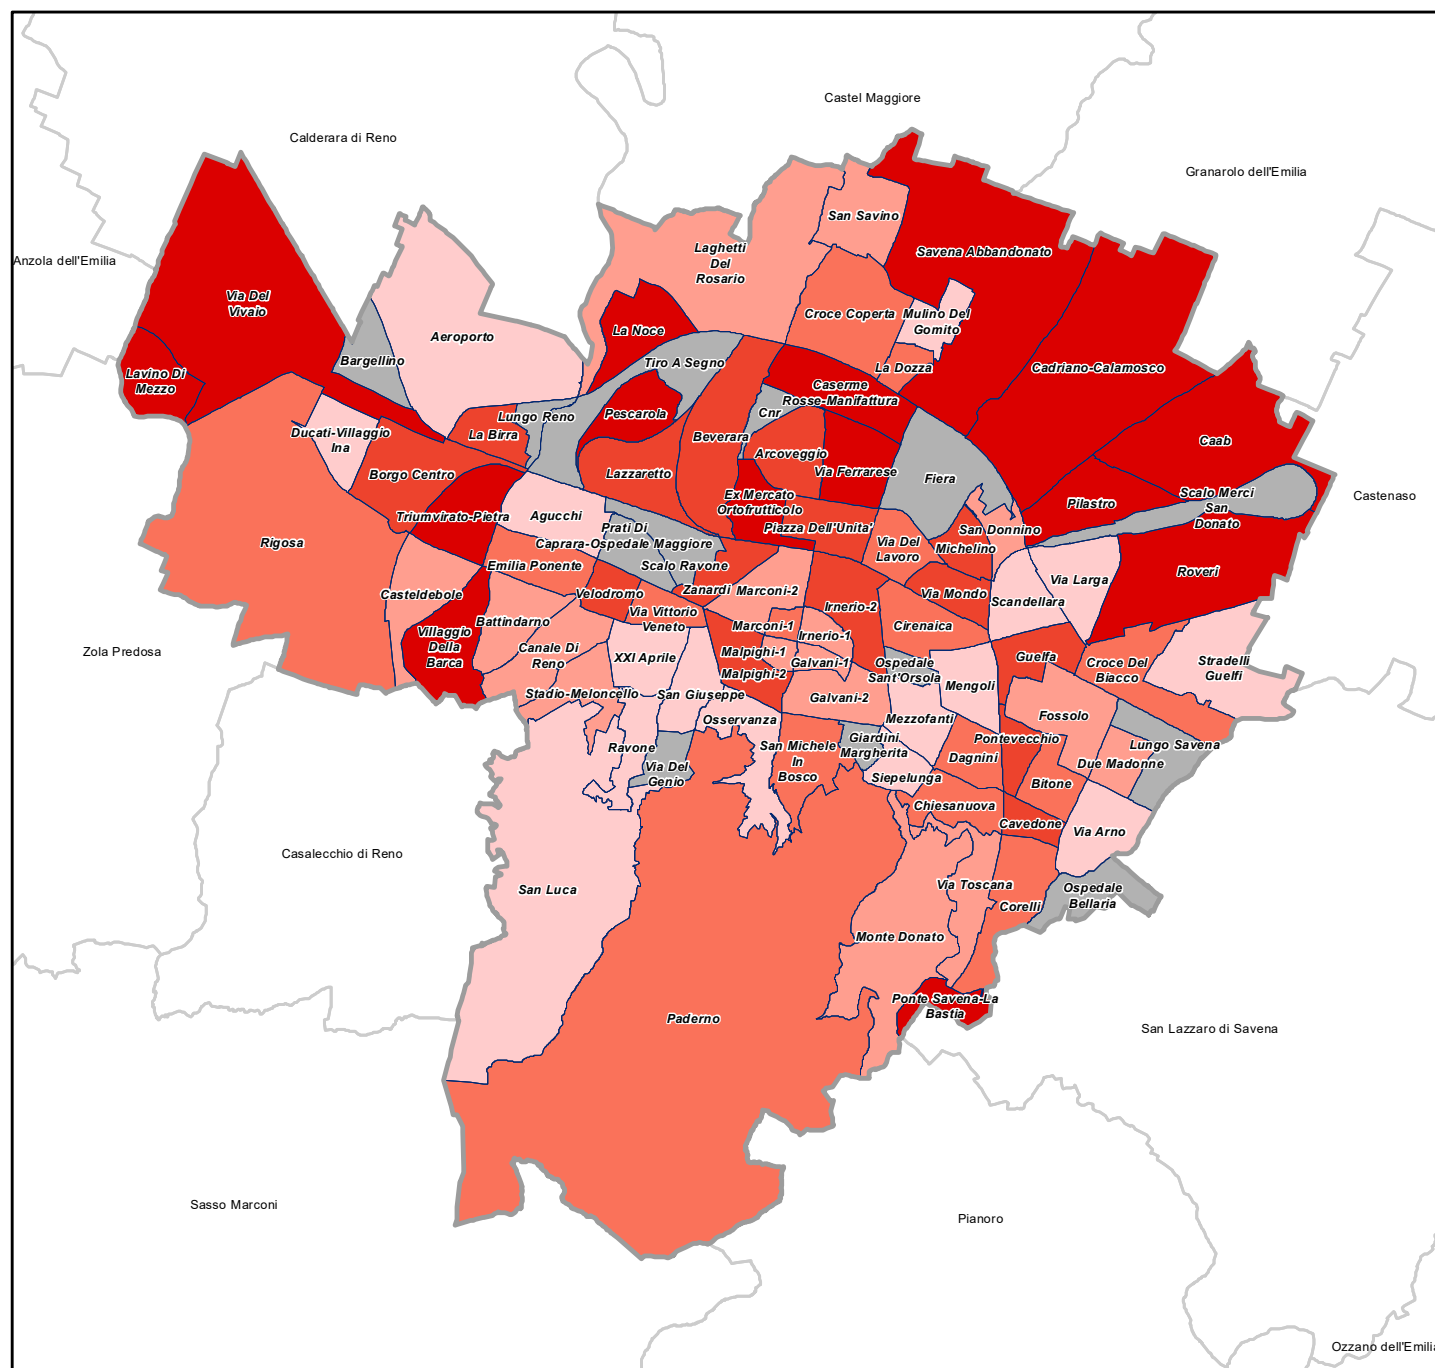 Castel Maggiore
Calderara di Reno
Granarolo dell'Emilia
San Savino
Anzola dell'Emilia
Laghetti
Del
Rosario
Savena Abbandonato
Via Del
Vivaio
Aeroporto
La Noce
Croce Coperta
Mulino Del
Gomito
Bargellino
Tiro A Segno
La Dozza
Cadriano-Calamosco
Lavino Di
Mezzo
Caserme
Rosse-Manifattura
Lungo Reno
Pescarola
Cnr
Ducati-Villaggio
Ina
La Birra
Beverara
Caab
Arcoveggio
Borgo Centro
Lazzaretto
Via Ferrarese
Fiera
Ex Mercato
Ortofrutticolo
Scalo Merci
San
Donato
Castenaso
Pilastro
Triumvirato-Pietra
Agucchi
Prati Di
Caprara-Ospedale Maggiore
Piazza Dell'Unita'
San Donnino
Rigosa
Via Del
Lavoro
Michelino
Emilia Ponente
Scalo Ravone
Via Larga
Roveri
Casteldebole
Velodromo
Zanardi
Marconi-2
Via Mondo
Scandellara
Via Vittorio
Veneto
Irnerio-2
Battindarno
Marconi-1
Irnerio-1
Cirenaica
Villaggio
Della
Barca
Zola Predosa
Canale Di
Reno
XXI Aprile
Malpighi-1
Galvani-1
Ospedale
Sant'Orsola
Guelfa
Croce Del
Biacco
Stradelli
Guelfi
Malpighi-2
Mengoli
Stadio-Meloncello
San Giuseppe
Galvani-2
Osservanza
Mezzofanti
Fossolo
Ravone
San Michele
In
Bosco
Giardini
Margherita
Pontevecchio
Lungo Savena
Via Del
Genio
Dagnini
Due Madonne
Siepelunga
Bitone
Chiesanuova
Cavedone
Via Arno
Casalecchio di Reno
San Luca
Via Toscana
Ospedale
Bellaria
Corelli
Monte Donato
Ponte Savena-La
Bastia
Paderno
San Lazzaro di Savena
Sasso Marconi
Pianoro
Ozzano dell'Emilia